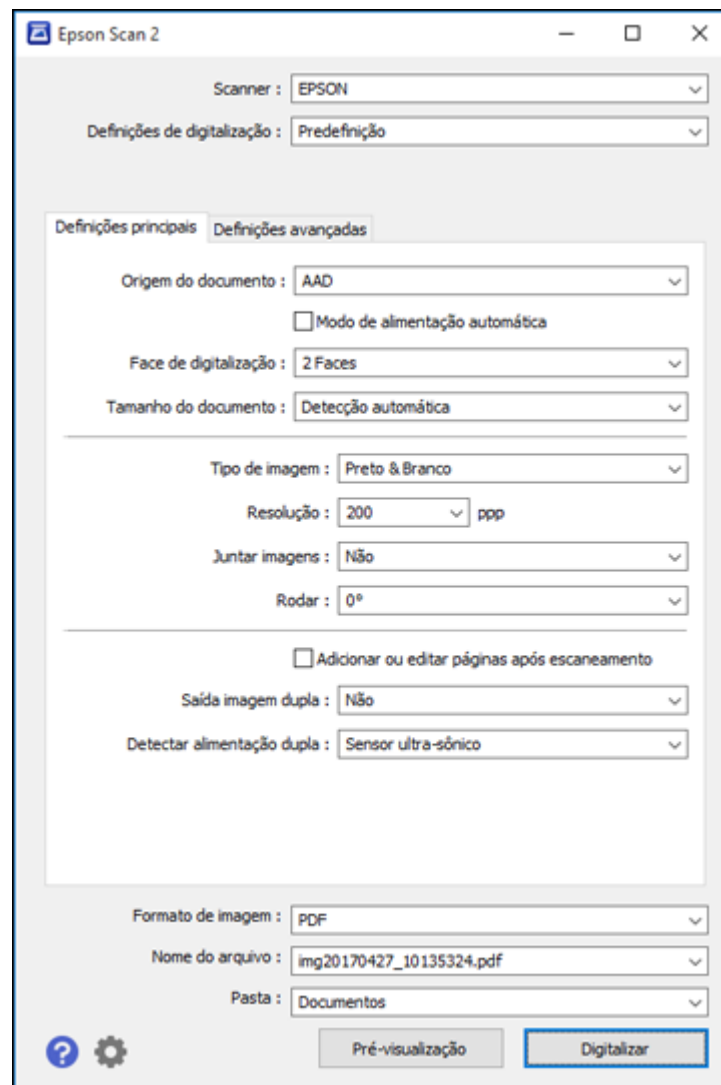 Epson Scan 2
Scanner : EPSON
Definições de digitalização : Predefinição
Definições principais Definições avançadas
Origem do documento : AAD
Modo de alimentação automática
Face de digitalização : 2 Faces
Tamanho do documento : Detecção automática
Tipo de imagem : Preto & Branco
Resolução : 200 ppp
Juntar imagens : Não
Rodar : 0°
Adicionar ou editar páginas após escaneamento
Saída imagem dupla : Não
Detectar alimentação dupla : Sensor ultra-sônico
Formato de imagem : PDF
Nome do arquivo : img20170427_10135324.pdf
Pasta : Documentos
? Pré-visualização Digitalizar